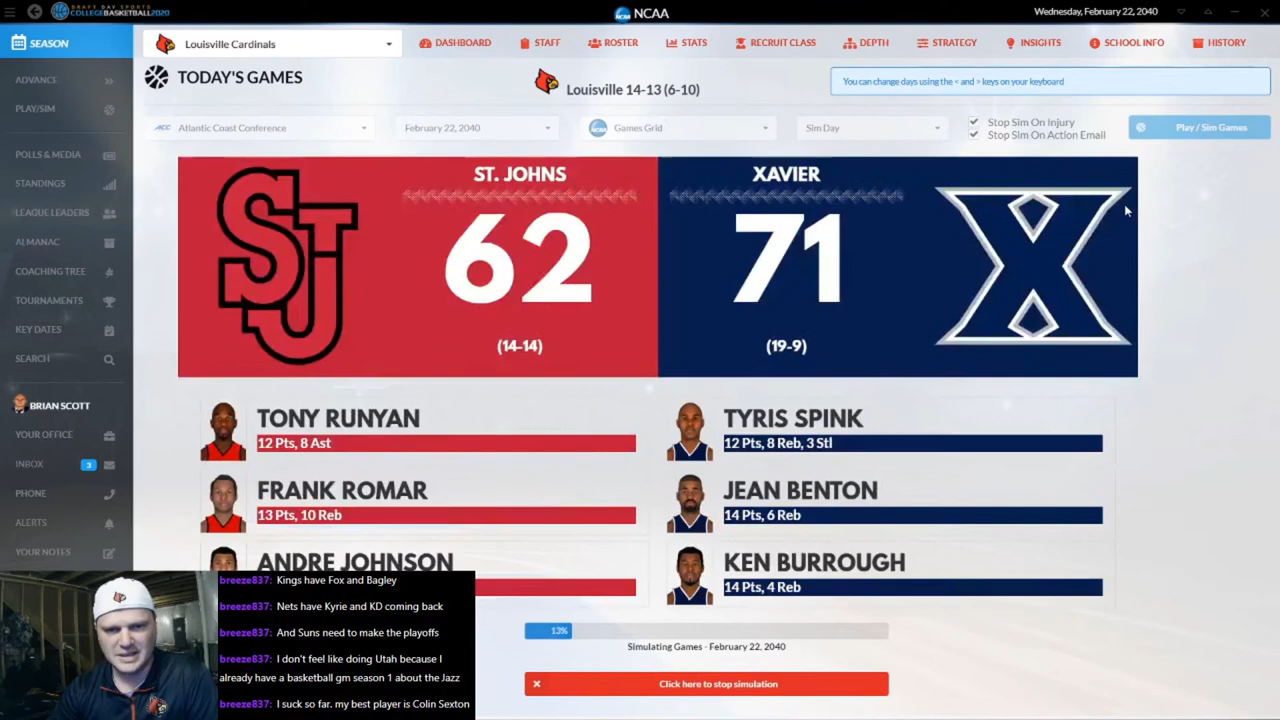 DRAFT DAY SPORTS
COLLEGE BASKETBALL 2020
NCAA
Wednesday, February 22, 2040
SEASON
Louisville Cardinals
DASHBOARD
STAFF
ROSTER
STATS
RECRUIT CLASS
DEPTH
STRATEGY
INSIGHTS
SCHOOL INFO
HISTORY
ADVANCE
PLAY/SIM
POLLS & MEDIA
STANDINGS
LEAGUE LEADERS
ALMANAC
COACHING TREE
TOURNAMENTS
KEY DATES
SEARCH
BRIAN SCOTT
YOUR OFFICE
INBOX 3
PHONE
ALERTS
YOUR NOTES
TODAY'S GAMES
Louisville 14-13 (6-10)
You can change days using the < and > keys on your keyboard
ACC Atlantic Coast Conference
February 22, 2040
NCAA Games Grid
Sim Day
Stop Sim On Injury
Stop Sim On Action Email
Play / Sim Games
STJ
ST. JOHNS
62
(14-14)
XAVIER
71
(19-9)
X
TONY RUNYAN
12 Pts, 8 Ast
TYRIS SPINK
12 Pts, 8 Reb, 3 Stl
FRANK ROMAR
13 Pts, 10 Reb
JEAN BENTON
14 Pts, 6 Reb
ANDRE JOHNSON
KEN BURROUGH
14 Pts, 4 Reb
13%
Simulating Games - February 22, 2040
Click here to stop simulation
breeze837: Kings have Fox and Bagley
breeze837: Nets have Kyrie and KD coming back
breeze837: And Suns need to make the playoffs
breeze837: I don't feel like doing Utah because I
already have a basketball gm season 1 about the Jazz
breeze837: I suck so far. my best player is Colin Sexton